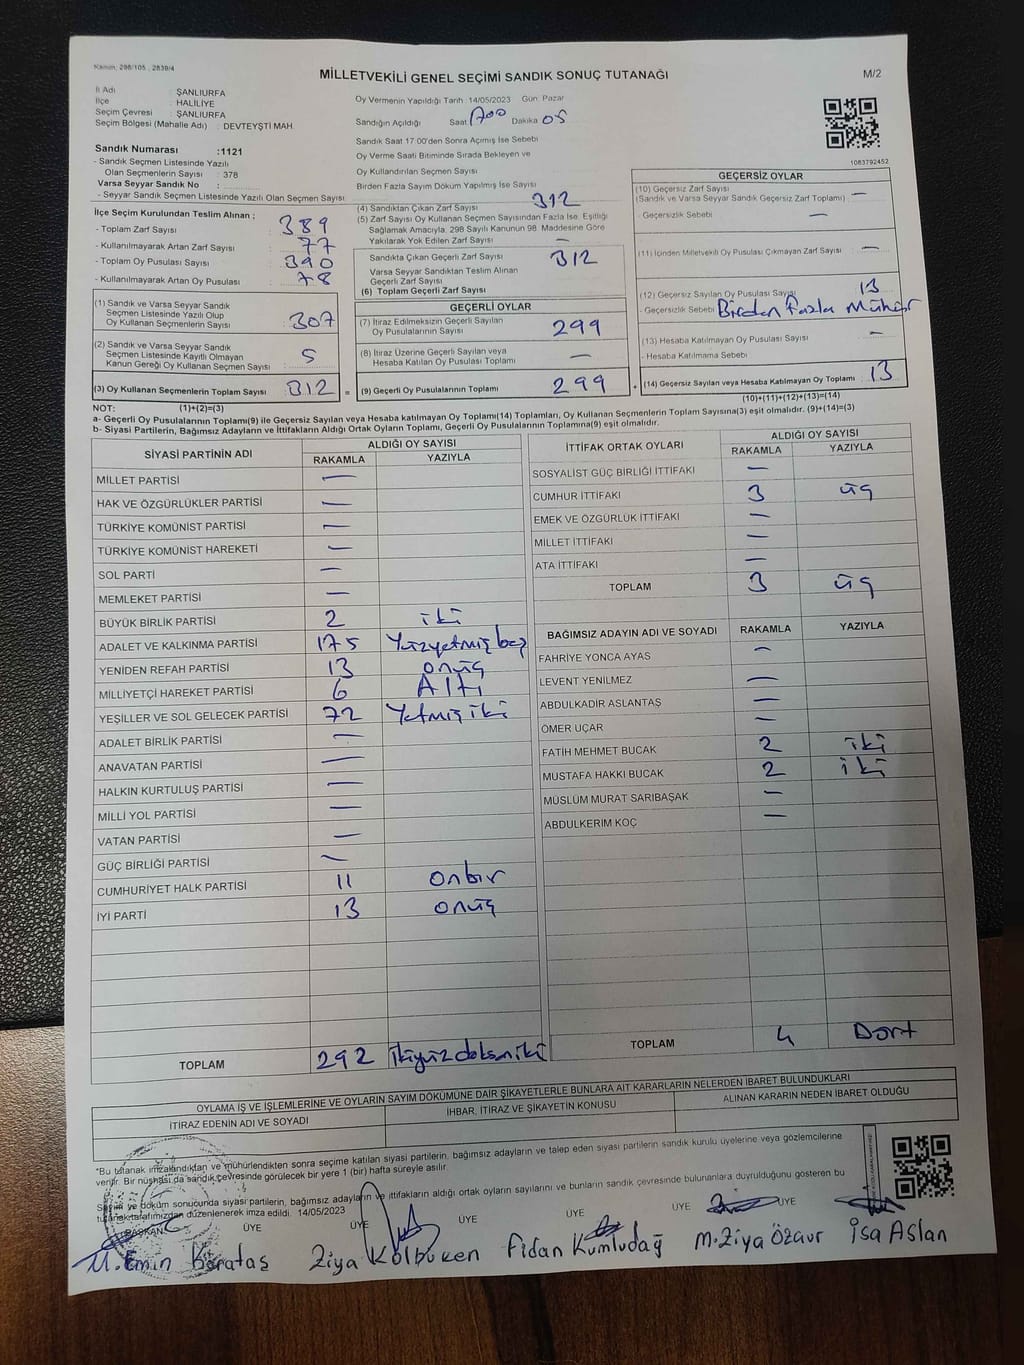 Kanun: 298/105 , 2839/4
MİLLETVEKİLİ GENEL SEÇİMİ SANDIK SONUÇ TUTANAĞI
M/2
İl Adı : ŞANLIURFA
İlçe : HALİLİYE
Seçim Çevresi : ŞANLIURFA
Seçim Bölgesi (Mahalle Adı) : DEVTEYŞTİ MAH.
Sandık Numarası :1121
- Sandık Seçmen Listesinde Yazılı
Olan Seçmenlerin Sayısı : 378
Varsa Seyyar Sandık No :
- Seyyar Sandık Seçmen Listesinde Yazılı Olan Seçmen Sayısı
İlçe Seçim Kurulundan Teslim Alınan ;
- Toplam Zarf Sayısı : 389
- Kullanılmayarak Artan Zarf Sayısı : 77
- Toplam Oy Pusulası Sayısı : 390
- Kullanılmayarak Artan Oy Pusulası : 78
(1) Sandık ve Varsa Seyyar Sandık
Seçmen Listesinde Yazılı Olup
Oy Kullanan Seçmenlerin Sayısı : 307
(2) Sandık ve Varsa Seyyar Sandık
Seçmen Listesinde Kayıtlı Olmayan
Kanun Gereği Oy Kullanan Seçmen Sayısı : 5
(3) Oy Kullanan Seçmenlerin Toplam Sayısı : 312 =
Oy Vermenin Yapıldığı Tarih : 14/05/2023 Gün: Pazar
Sandığın Açıldığı Saat 1700 Dakika 05
Sandık Saat 17.00'den Sonra Açılmış İse Sebebi
Oy Verme Saati Bitiminde Sırada Bekleyen ve
Oy Kullandırılan Seçmen Sayısı
Birden Fazla Sayım Döküm Yapılmış İse Sayısı
(4) Sandıktan Çıkan Zarf Sayısı 312
(5) Zarf Sayısı Oy Kullanan Seçmen Sayısından Fazla İse, Eşitliği
Sağlamak Amacıyla, 298 Sayılı Kanunun 98. Maddesine Göre
Yakılarak Yok Edilen Zarf Sayısı —
Sandıkta Çıkan Geçerli Zarf Sayısı 312
Varsa Seyyar Sandıktan Teslim Alınan
Geçerli Zarf Sayısı
(6) Toplam Geçerli Zarf Sayısı
GEÇERLİ OYLAR
(7) İtiraz Edilmeksizin Geçerli Sayılan
Oy Pusulalarının Sayısı 299
(8) İtiraz Üzerine Geçerli Sayılan veya
Hesaba Katılan Oy Pusulası Toplamı —
(9) Geçerli Oy Pusulalarının Toplamı 299 +
1083792452
GEÇERSİZ OYLAR
(10) Geçersiz Zarf Sayısı
(Sandık ve Varsa Seyyar Sandık Geçersiz Zarf Toplamı) : —
- Geçersizlik Sebebi —
(11) İçinden Milletvekili Oy Pusulası Çıkmayan Zarf Sayısı —
(12) Geçersiz Sayılan Oy Pusulası Sayısı 13
- Geçersizlik Sebebi Birden Fazla Mühür
(13) Hesaba Katılmayan Oy Pusulası Sayısı —
- Hesaba Katılmama Sebebi
(14) Geçersiz Sayılan veya Hesaba Katılmayan Oy Toplamı : 13
(10)+(11)+(12)+(13)=(14)
NOT: (1)+(2)=(3)
a- Geçerli Oy Pusulalarının Toplamı(9) ile Geçersiz Sayılan veya Hesaba katılmayan Oy Toplamı(14) Toplamları, Oy Kullanan Seçmenlerin Toplam Sayısına(3) eşit olmalıdır. (9)+(14)=(3)
b- Siyasi Partilerin, Bağımsız Adayların ve İttifakların Aldığı Ortak Oyların Toplamı, Geçerli Oy Pusulalarının Toplamına(9) eşit olmalıdır.
SİYASİ PARTİNİN ADI ALDIĞI OY SAYISI
RAKAMLA YAZIYLA
MİLLET PARTİSİ —
HAK VE ÖZGÜRLÜKLER PARTİSİ —
TÜRKİYE KOMÜNİST PARTİSİ —
TÜRKİYE KOMÜNİST HAREKETİ —
SOL PARTİ —
MEMLEKET PARTİSİ —
BÜYÜK BİRLİK PARTİSİ 2 iki
ADALET VE KALKINMA PARTİSİ 175 Yüzyetmiş beş
YENİDEN REFAH PARTİSİ 13 onüç
MİLLİYETÇİ HAREKET PARTİSİ 6 Altı
YEŞİLLER VE SOL GELECEK PARTİSİ 72 Yetmiş iki
ADALET BİRLİK PARTİSİ —
ANAVATAN PARTİSİ —
HALKIN KURTULUŞ PARTİSİ —
MİLLİ YOL PARTİSİ —
VATAN PARTİSİ —
GÜÇ BİRLİĞİ PARTİSİ —
CUMHURİYET HALK PARTİSİ 11 Onbir
İYİ PARTİ 13 onüç
TOPLAM 292 ikiyüz doksan iki
İTTİFAK ORTAK OYLARI ALDIĞI OY SAYISI
RAKAMLA YAZIYLA
SOSYALİST GÜÇ BİRLİĞİ İTTİFAKI —
CUMHUR İTTİFAKI 3 üç
EMEK VE ÖZGÜRLÜK İTTİFAKI —
MİLLET İTTİFAKI —
ATA İTTİFAKI —
TOPLAM 3 üç
BAĞIMSIZ ADAYIN ADI VE SOYADI RAKAMLA YAZIYLA
FAHRİYE YONCA AYAS —
LEVENT YENİLMEZ —
ABDULKADIR ASLANTAŞ —
ÖMER UÇAR —
FATİH MEHMET BUCAK 2 iki
MUSTAFA HAKKI BUCAK 2 iki
MÜSLÜM MURAT SARIBAŞAK —
ABDULKERIM KOÇ —
TOPLAM 4 Dört
OYLAMA İŞ VE İŞLEMLERİNE VE OYLARIN SAYIM DÖKÜMÜNE DAİR ŞİKAYETLERLE BUNLARA AİT KARARLARIN NELERDEN İBARET BULUNDUKLARI
İTİRAZ EDENİN ADI VE SOYADI İHBAR, İTİRAZ VE ŞİKAYETİN KONUSU ALINAN KARARIN NEDEN İBARET OLDUĞU
*Bu tutanak imzalandıktan ve mühürlendikten sonra seçime katılan siyasi partilerin, bağımsız adayların ve talep eden siyasi partilerin sandık kurulu üyelerine veya gözlemcilerine
verilir. Bir nüshası da sandık çevresinde görülecek bir yere 1 (bir) hafta süreyle asılır.
Sayım ve döküm sonucunda siyasi partilerin, bağımsız adayların ve ittifakların aldığı ortak oyların sayılarını ve bunların sandık çevresinde bulunanlara duyrulduğunu gösteren bu
tutanak tarafımızdan düzenlenerek imza edildi. 14/05/2023
BAŞKAN ÜYE ÜYE ÜYE ÜYE ÜYE
M. Emin Karataş Ziya Kölbüken Fidan Kumludağ M. Ziya Özavr İsa Aslan